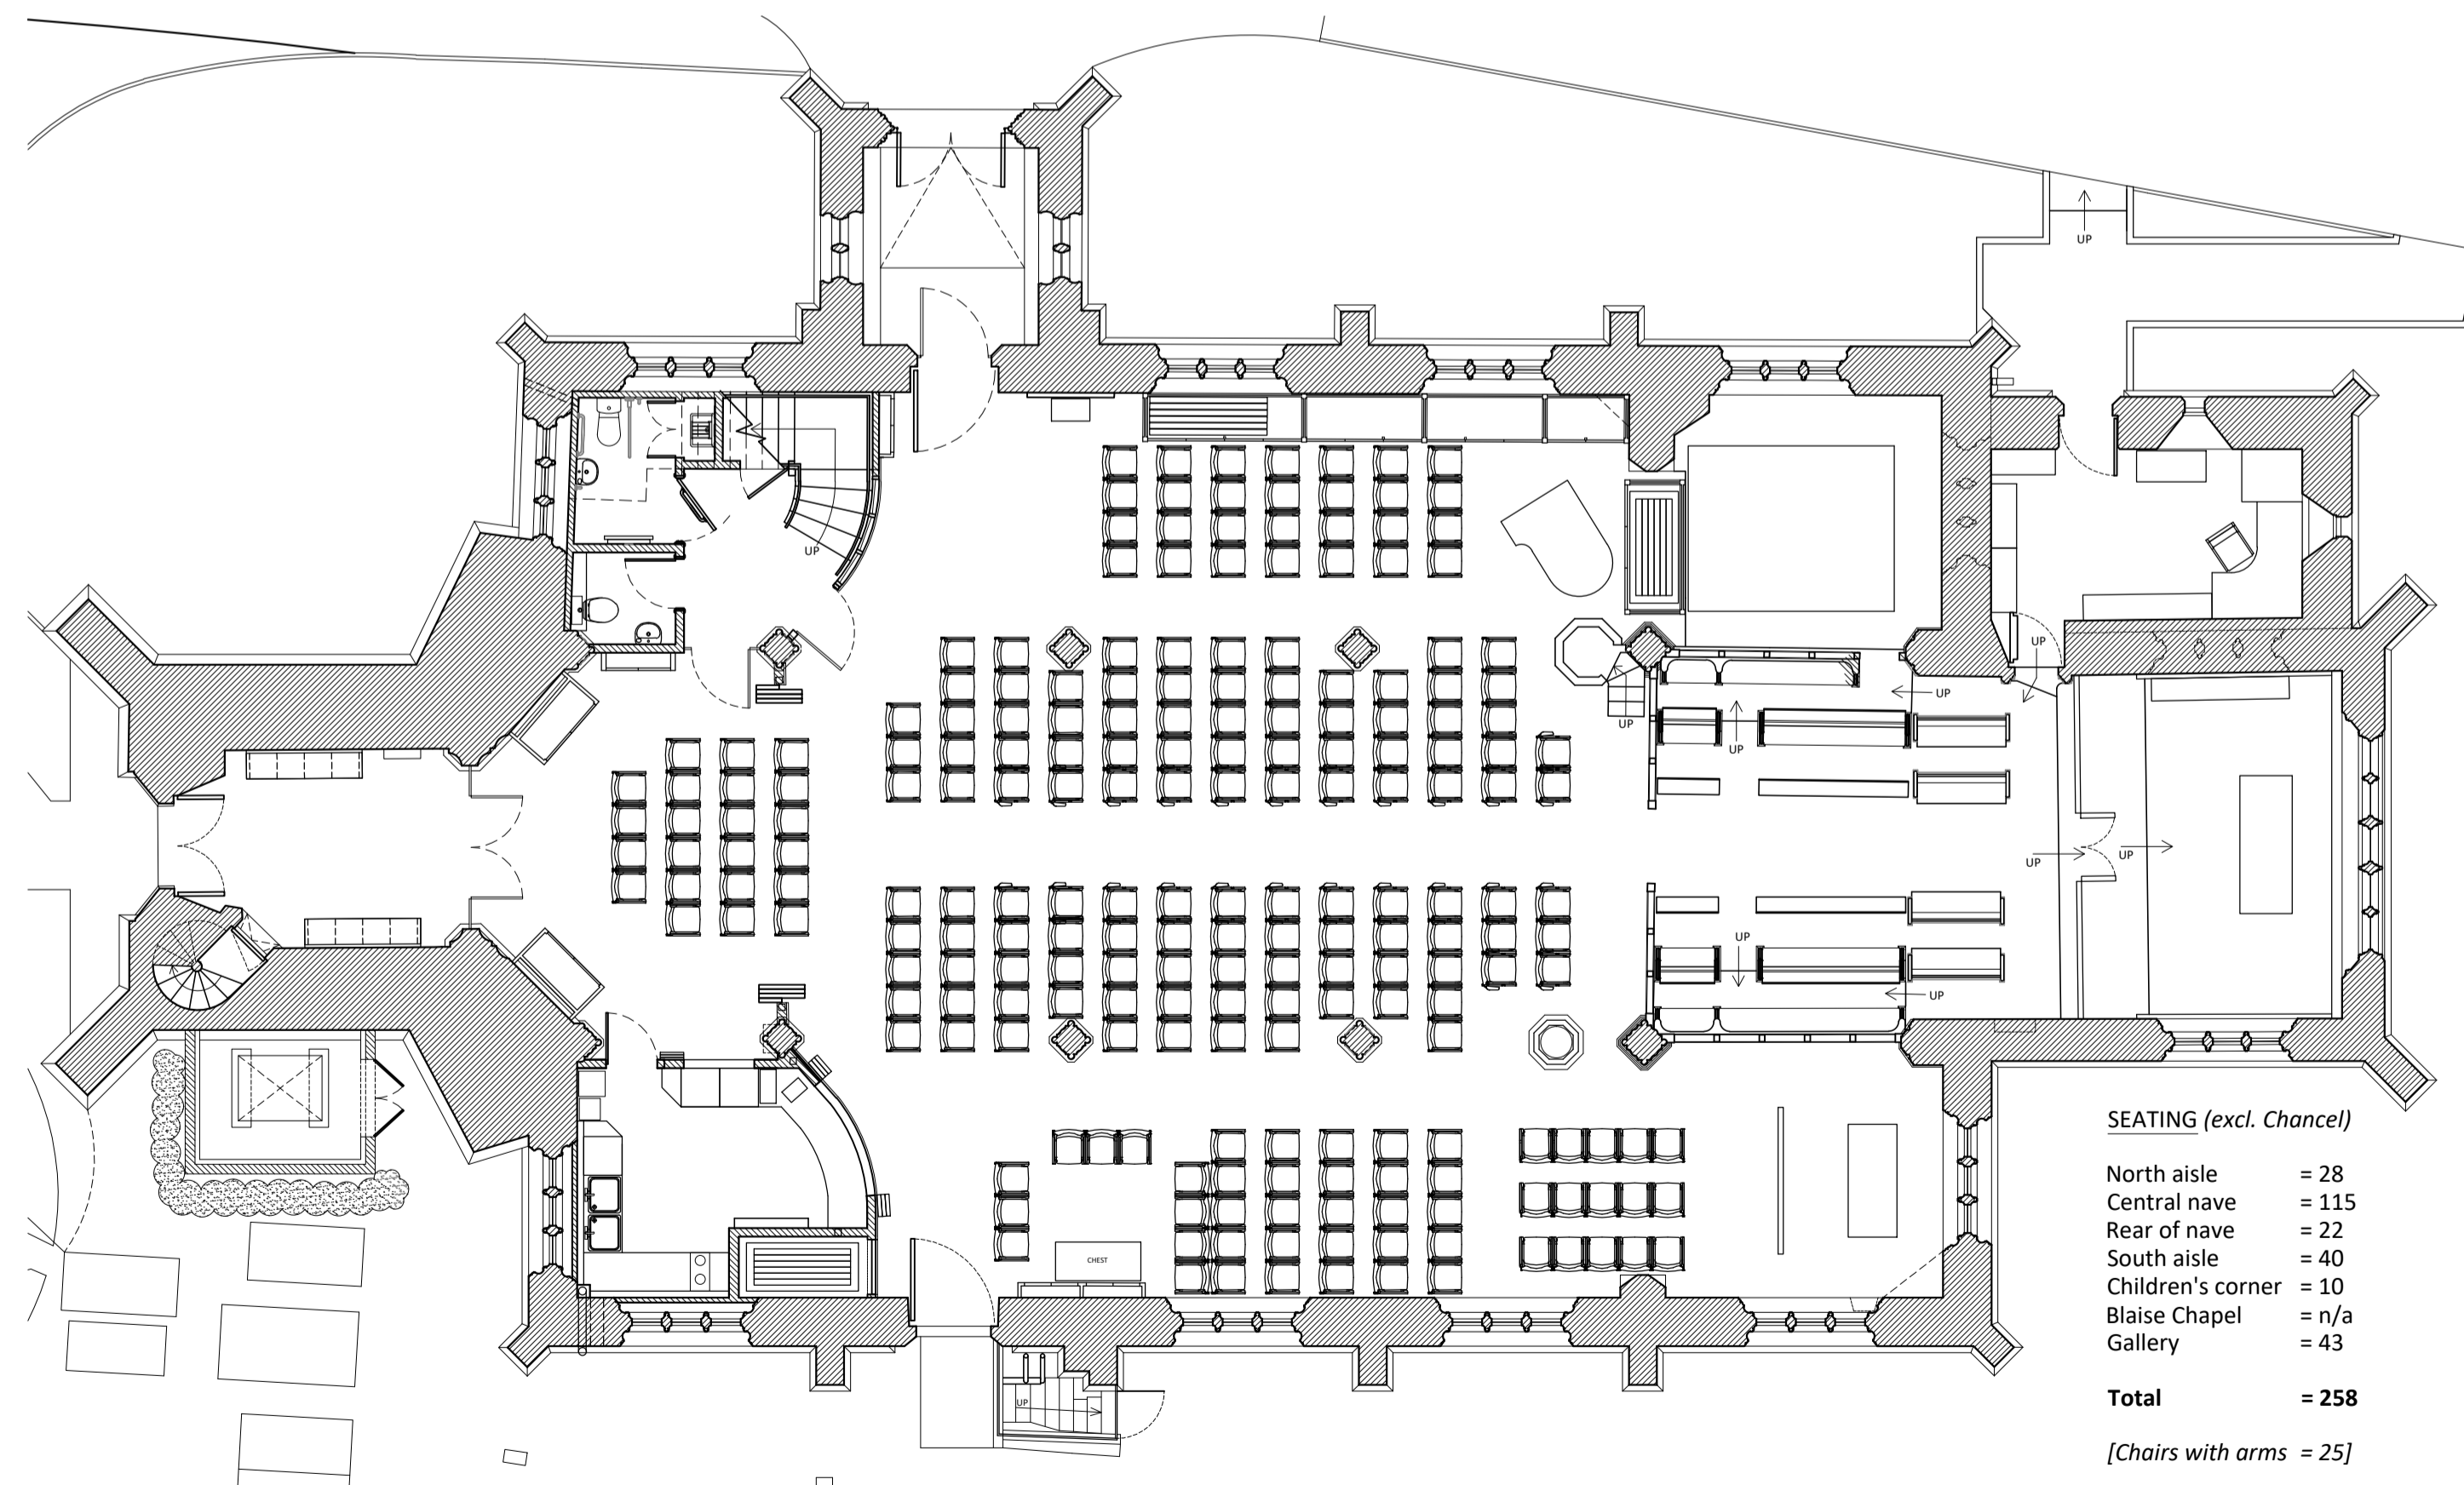 UP
UP
UP
UP
UP
UP
UP
UP
UP
UP
UP
CHEST
UP
SEATING (excl. Chancel)
North aisle = 28
Central nave = 115
Rear of nave = 22
South aisle = 40
Children's corner = 10
Blaise Chapel = n/a
Gallery = 43
Total = 258
[Chairs with arms = 25]